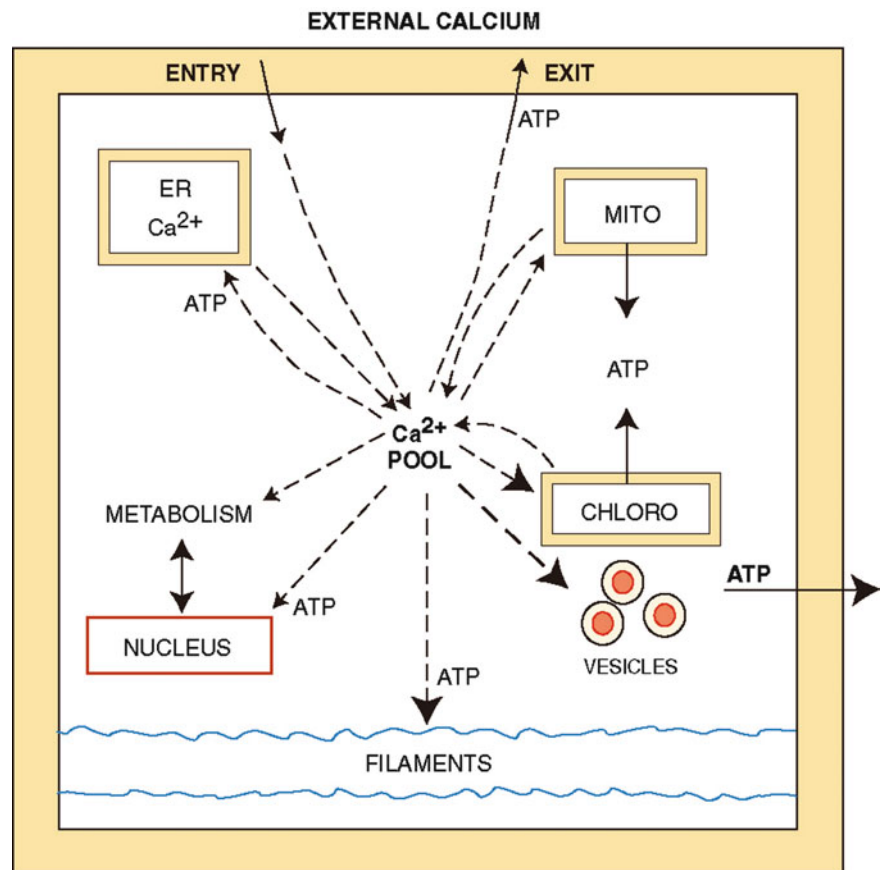 EXTERNAL CALCIUM
ENTRY
EXIT
ATP
ER
Ca²⁺
MITO
ATP
ATP
Ca²⁺
POOL
CHLORO
METABOLISM
ATP
ATP
NUCLEUS
VESICLES
ATP
FILAMENTS